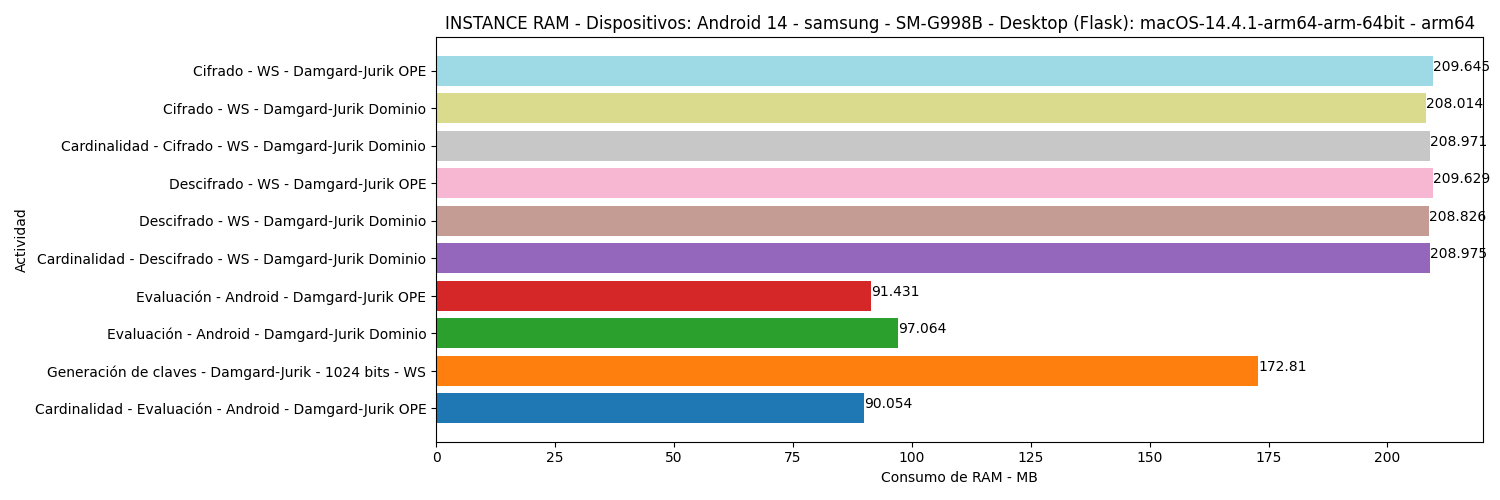 INSTANCE RAM - Dispositivos: Android 14 - samsung - SM-G998B - Desktop (Flask): macOS-14.4.1-arm64-arm-64bit - arm64
Actividad
Cifrado - WS - Damgard-Jurik OPE 209.645
Cifrado - WS - Damgard-Jurik Dominio 208.014
Cardinalidad - Cifrado - WS - Damgard-Jurik Dominio 208.971
Descifrado - WS - Damgard-Jurik OPE 209.629
Descifrado - WS - Damgard-Jurik Dominio 208.826
Cardinalidad - Descifrado - WS - Damgard-Jurik Dominio 208.975
Evaluación - Android - Damgard-Jurik OPE 91.431
Evaluación - Android - Damgard-Jurik Dominio 97.064
Generación de claves - Damgard-Jurik - 1024 bits - WS 172.81
Cardinalidad - Evaluación - Android - Damgard-Jurik OPE 90.054
0 25 50 75 100 125 150 175 200
Consumo de RAM - MB